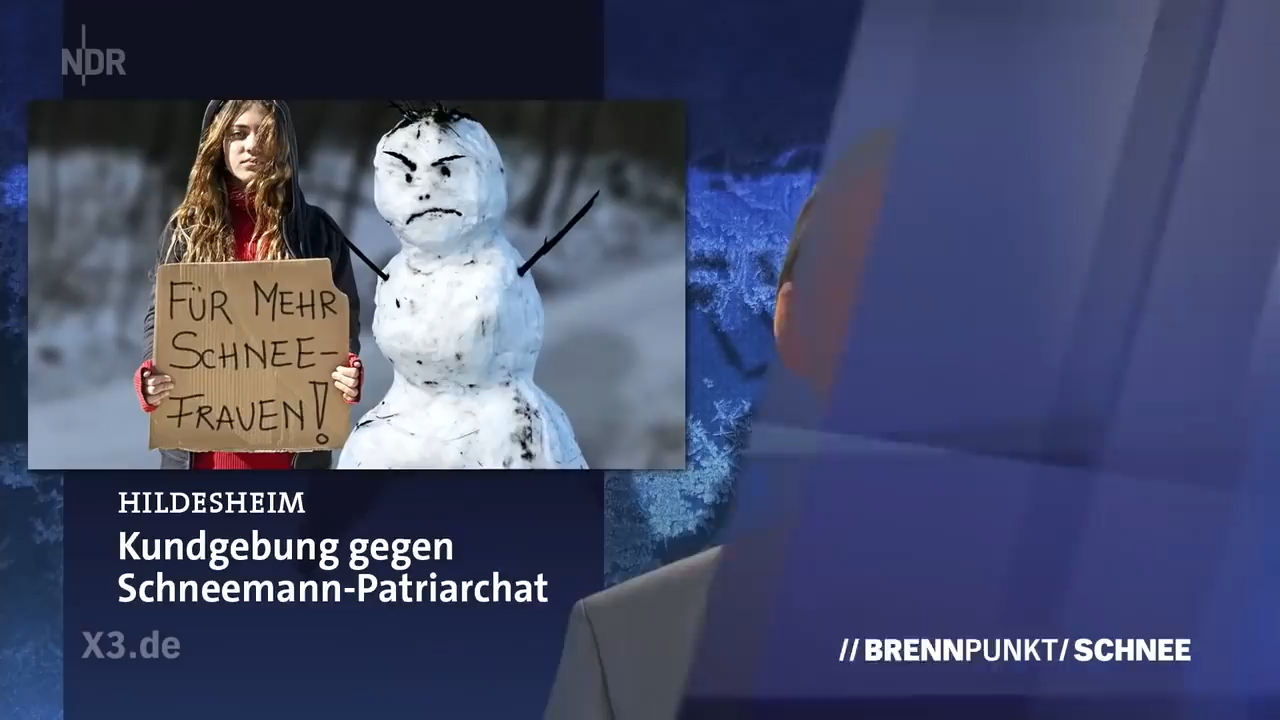 NDR
FÜR MEHR
SCHNEE-
FRAUEN!
HILDESHEIM
Kundgebung gegen
Schneemann-Patriarchat
X3.de
//BRENNPUNKT/SCHNEE